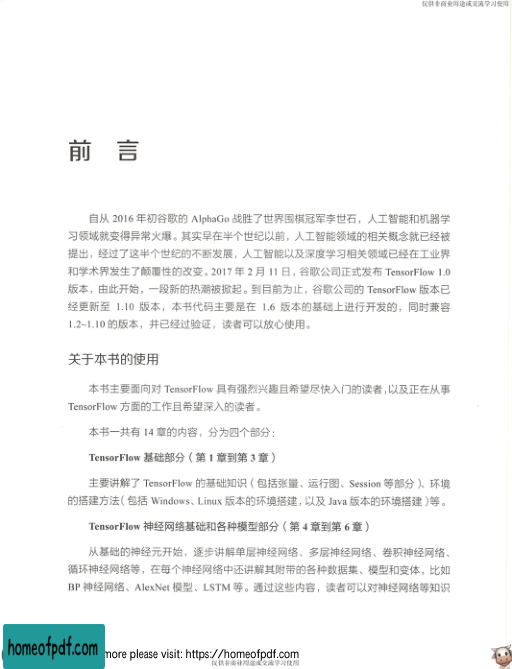 仅供非商业用途或交流学习使用
前 言
自从 2016 年初谷歌的 AlphaGo 战胜了世界围棋冠军李世石，人工智能和机器学
习领域就变得异常火爆。其实早在半个世纪以前，人工智能领域的相关概念就已经被
提出，经过了这半个世纪的不断发展，人工智能以及深度学习相关领域已经在工业界
和学术界发生了颠覆性的改变。2017 年 2 月 11 日，谷歌公司正式发布 TensorFlow 1.0
版本，由此开始，一段新的热潮被掀起。到目前为止，谷歌公司的 TensorFlow 版本已
经更新至 1.10 版本，本书代码主要是在 1.6 版本的基础上进行开发的，同时兼容
1.2~1.10 的版本，并已经过验证，读者可以放心使用。
关于本书的使用
本书主要面向对 TensorFlow 具有强烈兴趣且希望尽快入门的读者，以及正在从事
TensorFlow 方面的工作且希望深入的读者。
本书一共有 14 章的内容，分为四个部分：
TensorFlow 基础部分（第 1 章到第 3 章）
主要讲解了 TensorFlow 的基础知识（包括张量、运行图、Session 等部分）、环境
的搭建方法（包括 Windows、Linux 版本的环境搭建，以及 Java 版本的环境搭建）等。
TensorFlow 神经网络基础和各种模型部分（第 4 章到第 6 章）
从基础的神经元开始，逐步讲解单层神经网络、多层神经网络、卷积神经网络、
循环神经网络等，在每个神经网络中还讲解其附带的各种数据集、模型和变体，比如
BP 神经网络、AlexNet 模型、LSTM 等。通过这些内容，读者可以对神经网络等知识
homeofpdf.com
more please visit: https://homeofpdf.com
仅供非商业用途或交流学习使用